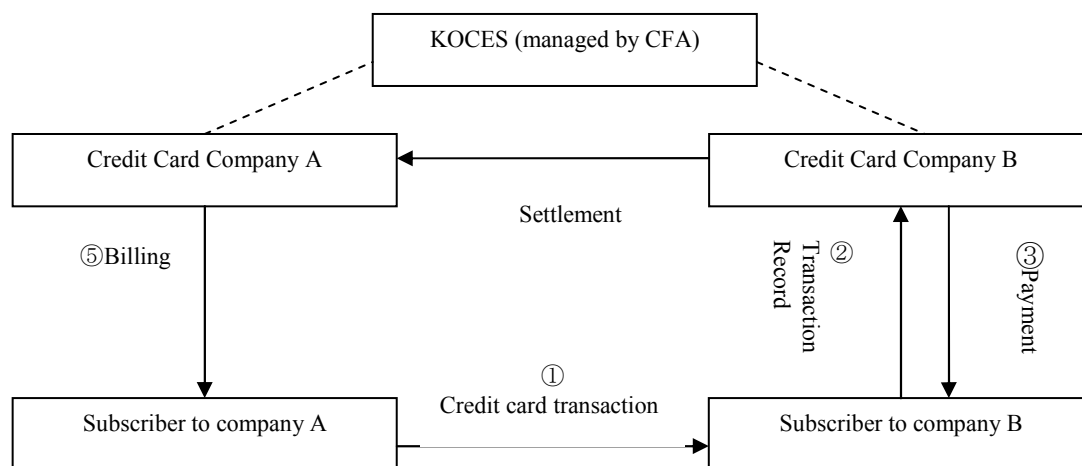 KOCES (managed by CFA)
Credit Card Company A
Credit Card Company B
Settlement
⑤Billing
②
Transaction
Record
③Payment
①
Credit card transaction
Subscriber to company A
Subscriber to company B